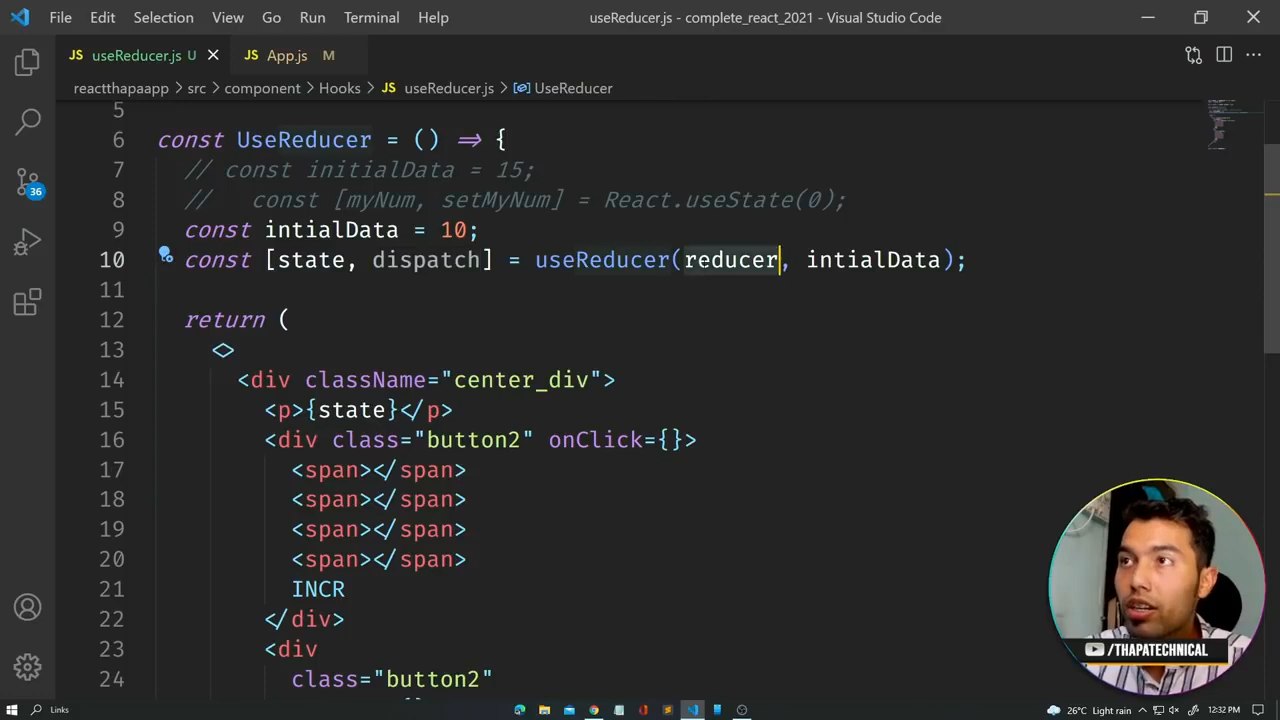 File Edit Selection View Go Run Terminal Help useReducer.js - complete_react_2021 - Visual Studio Code
JS useReducer.js U JS App.js M
reactthapaapp > src > component > Hooks > JS useReducer.js > UseReducer
5
6 const UseReducer = () => {
7 // const initialData = 15;
8 // const [myNum, setMyNum] = React.useState(0);
9 const intialData = 10;
10 const [state, dispatch] = useReducer(reducer, intialData);
11
12 return (
13 <>
14 <div className="center_div">
15 <p>{state}</p>
16 <div class="button2" onClick={}>
17 <span></span>
18 <span></span>
19 <span></span>
20 <span></span>
21 INCR
22 </div>
23 <div
24 class="button2"
36
/THAPATECHNICAL
Links 26°C Light rain 12:32 PM